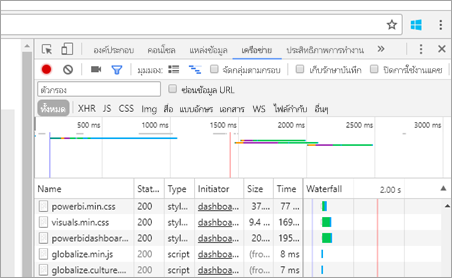 องค์ประกอบ คอนโซล แหล่งข้อมูล เครือข่าย ประสิทธิภาพการทำงาน »
มุมมอง: จัดกลุ่มตามกรอบ เก็บรักษาบันทึก ปิดการใช้งานแคช
ตัวกรอง ซ่อนข้อมูล URL
ทั้งหมด XHR JS CSS Img สื่อ แบบอักษร เอกสาร WS ไฟล์กำกับ อื่นๆ
500 ms 1000 ms 1500 ms 2000 ms 2500 ms 3000 ms
Name Stat... Type Initiator Size Time Waterfall 2.00 s
powerbi.min.css 200 styl... dashboa... 37.... 77 ...
visuals.min.css 200 styl... dashboa... 9.4 ... 169...
powerbidashboar... 200 styl... dashboa... 20.... 195...
globalize.min.js 200 script dashboa... (fro... 8 ms
globalize.culture.... 200 script dashboa... (fro... 7 ms